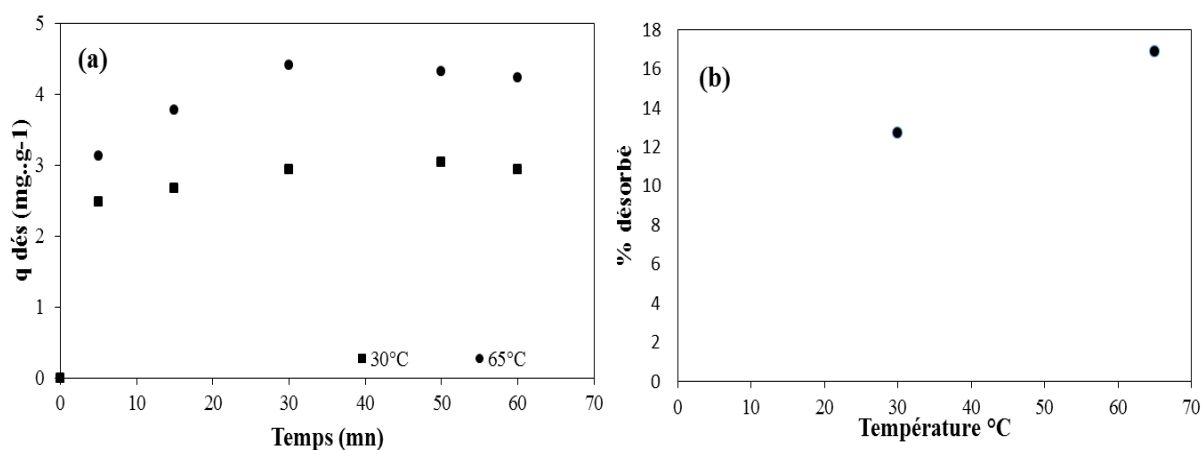 (a)
q dés (mg..g-1)
5
4
3
2
1
0
30°C 65°C
0 10 20 30 40 50 60 70
Temps (mn)
(b)
% désorbé
18
16
14
12
10
8
6
4
2
0
0 10 20 30 40 50 60 70
Température °C